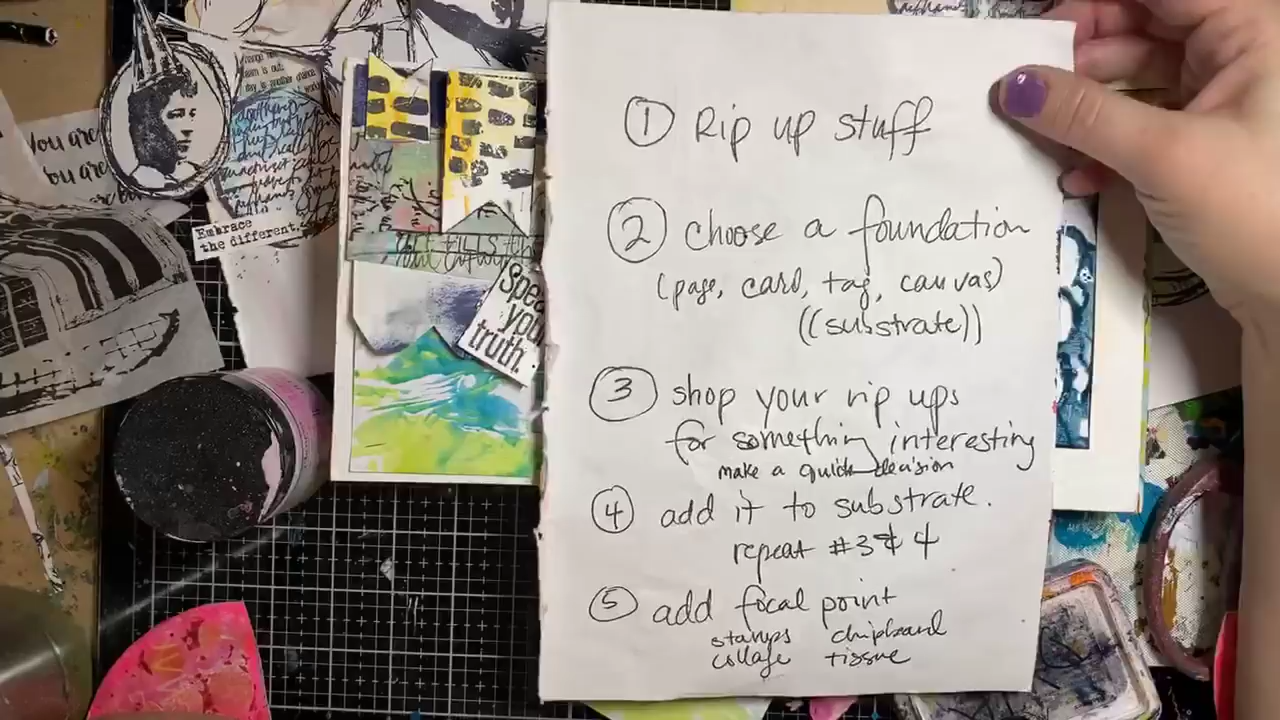 You are
You are
Embrace
the different.
Speak
your
truth.
① Rip up stuff
② choose a foundation
(page, card, tag, canvas)
((substrate))
③ shop your rip ups
for something interesting
make a quick decision
④ add it to substrate.
repeat #3 & 4
⑤ add focal point
stamps chipboard
collage tissue